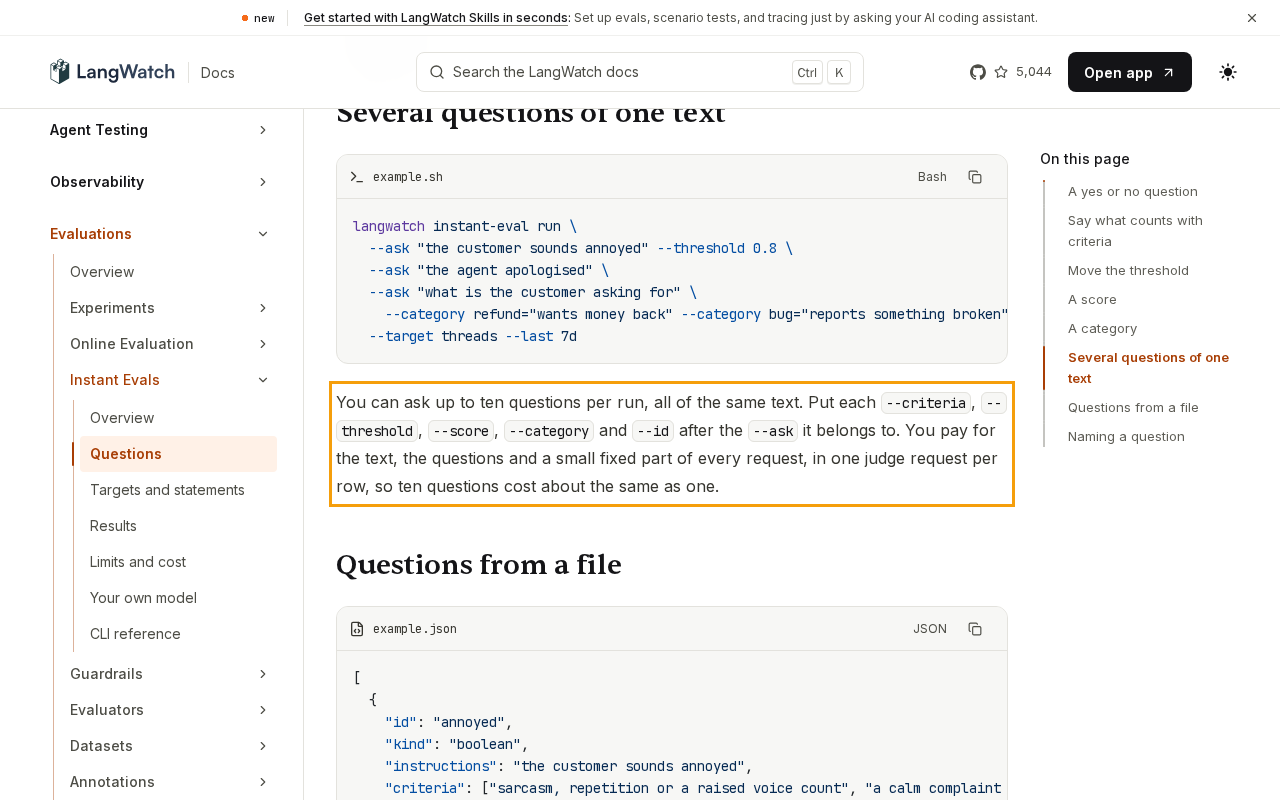 new
Get started with LangWatch Skills in seconds: Set up evals, scenario tests, and tracing just by asking your AI coding assistant.
LangWatch
Docs
Search the LangWatch docs
Ctrl
K
5,044
Open app
Agent Testing
Observability
Evaluations
Overview
Experiments
Online Evaluation
Instant Evals
Overview
Questions
Targets and statements
Results
Limits and cost
Your own model
CLI reference
Guardrails
Evaluators
Datasets
Annotations
Several questions of one text
example.sh
Bash
langwatch instant-eval run \
--ask "the customer sounds annoyed" --threshold 0.8 \
--ask "the agent apologised" \
--ask "what is the customer asking for" \
--category refund="wants money back" --category bug="reports something broken"
--target threads --last 7d
You can ask up to ten questions per run, all of the same text. Put each --criteria, --
threshold, --score, --category and --id after the --ask it belongs to. You pay for
the text, the questions and a small fixed part of every request, in one judge request per
row, so ten questions cost about the same as one.
Questions from a file
example.json
JSON
[
{
"id": "annoyed",
"kind": "boolean",
"instructions": "the customer sounds annoyed",
"criteria": ["sarcasm, repetition or a raised voice count", "a calm complaint
On this page
A yes or no question
Say what counts with
criteria
Move the threshold
A score
A category
Several questions of one
text
Questions from a file
Naming a question